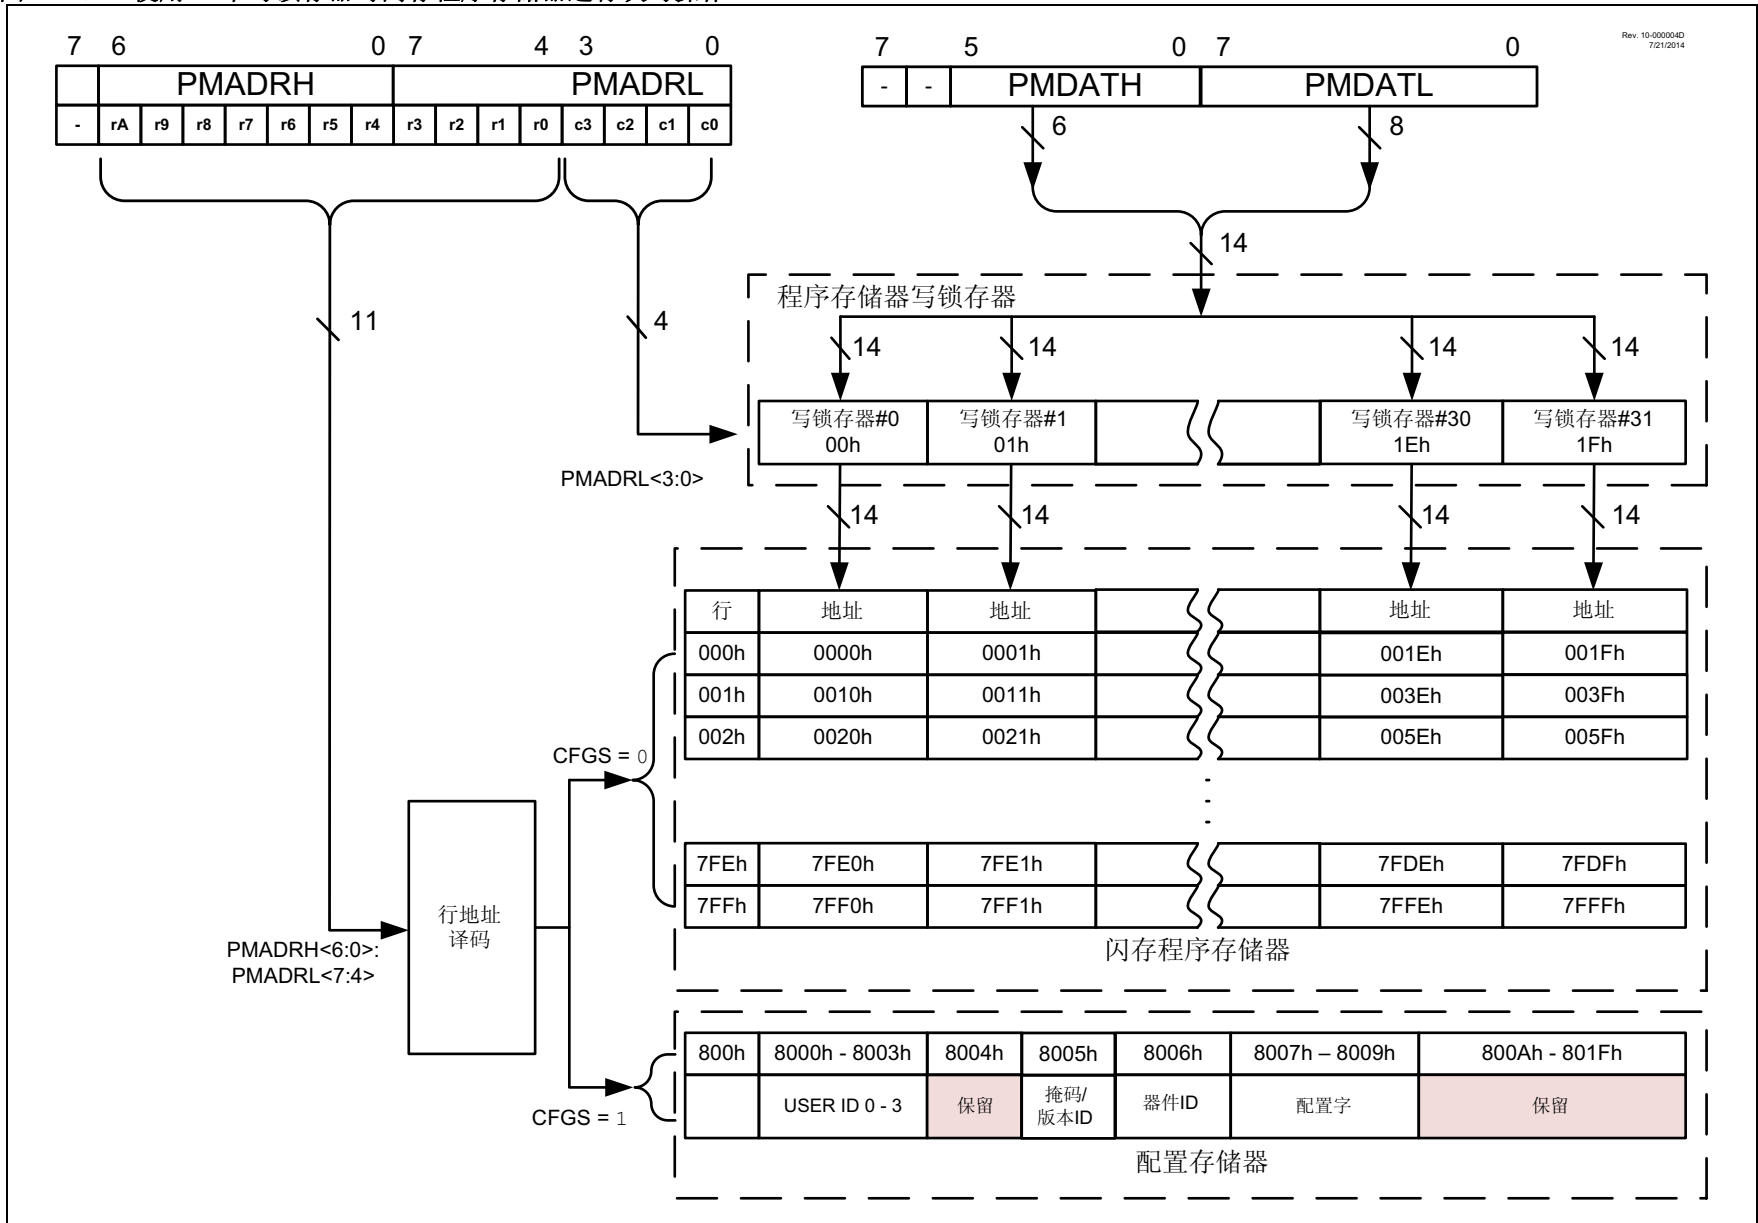 Rev. 10-000004D
7/21/2014
7 6 0 7 4 3 0
7 5 0 7 0
PMADRH PMADRL
- rA r9 r8 r7 r6 r5 r4 r3 r2 r1 r0 c3 c2 c1 c0
- - PMDATH PMDATL
6 8
14
11 4
程序存储器写锁存器
14 14 14 14
写锁存器#0 写锁存器#1 写锁存器#30 写锁存器#31
00h 01h 1Eh 1Fh
PMADRL<3:0>
14 14 14 14
行 地址 地址 地址 地址
000h 0000h 0001h 001Eh 001Fh
001h 0010h 0011h 003Eh 003Fh
002h 0020h 0021h 005Eh 005Fh
CFGS = 0
7FEh 7FE0h 7FE1h 7FDEh 7FDFh
7FFh 7FF0h 7FF1h 7FFEh 7FFFh
闪存程序存储器
行地址
译码
PMADRH<6:0>:
PMADRL<7:4>
800h 8000h - 8003h 8004h 8005h 8006h 8007h – 8009h 800Ah - 801Fh
USER ID 0 - 3 保留 掩码/ 器件ID 配置字 保留
版本ID
CFGS = 1
配置存储器